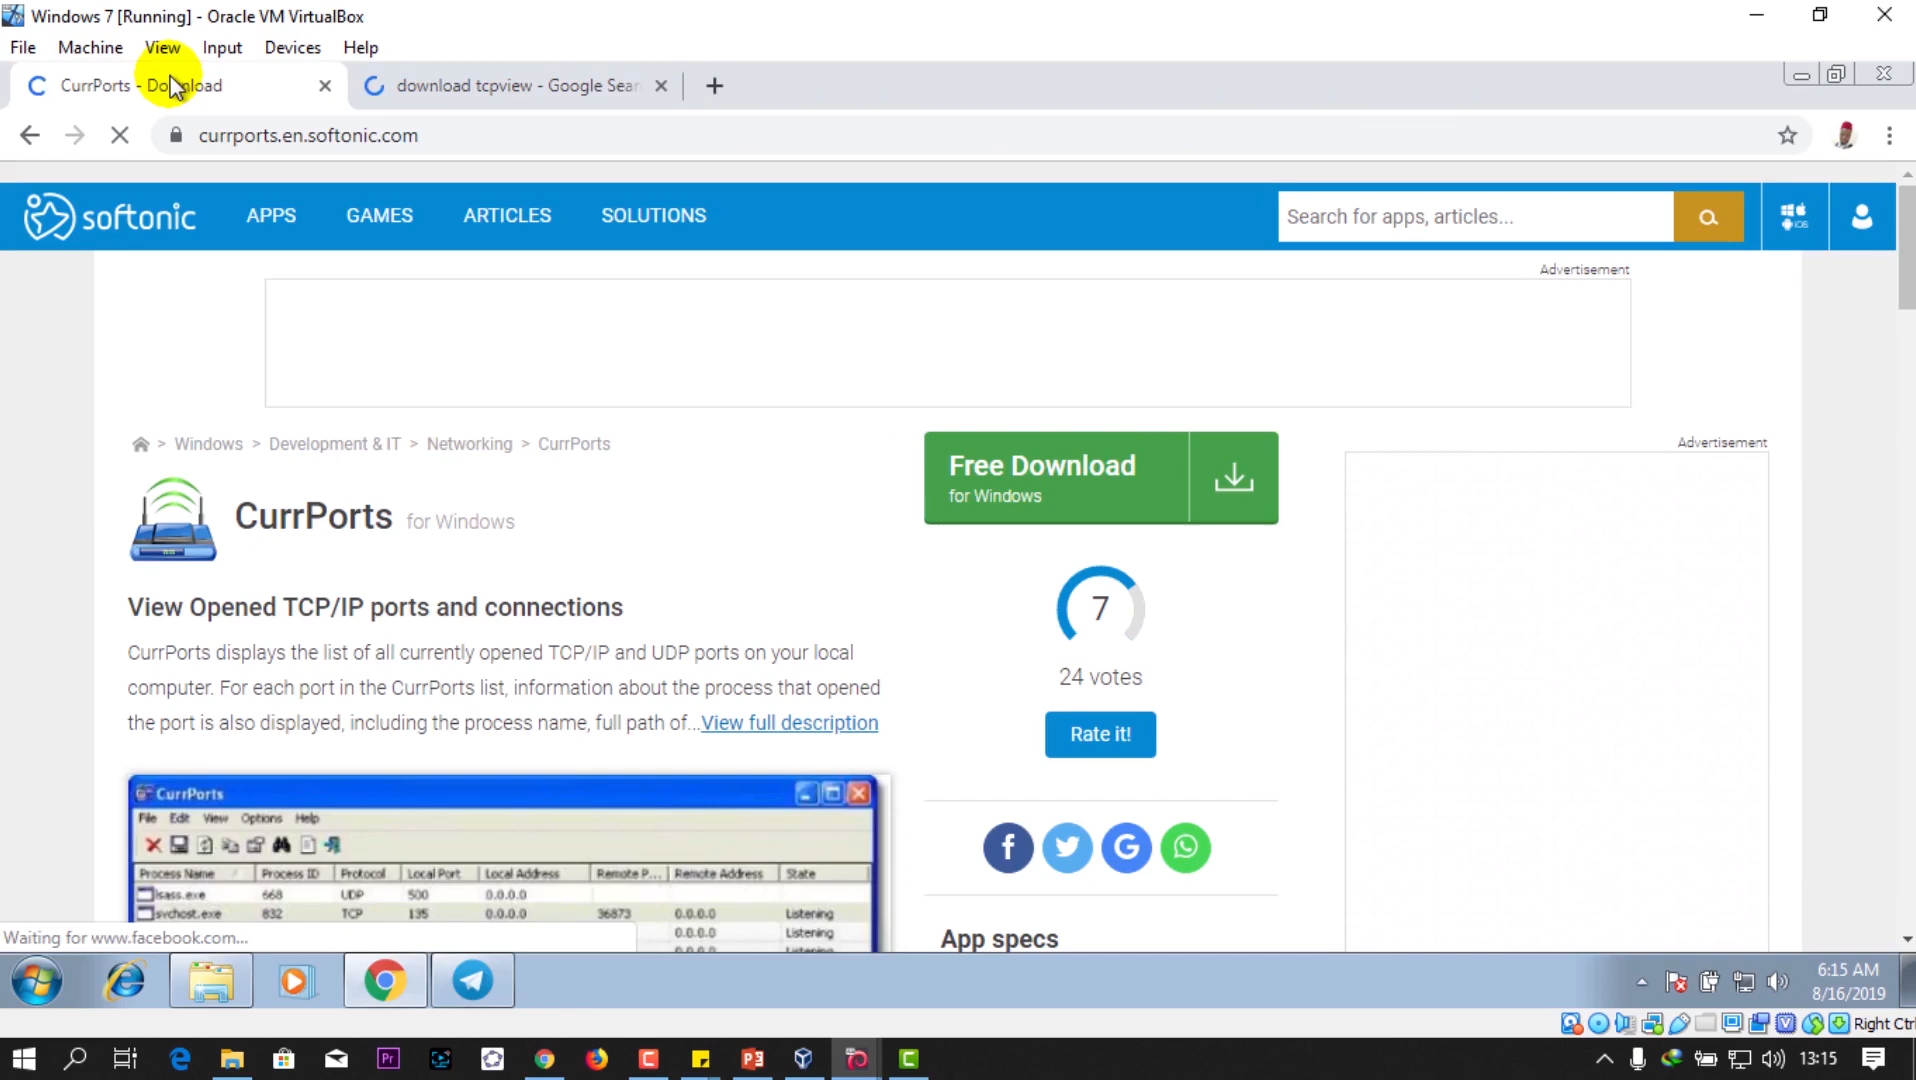 Windows 7 [Running] - Oracle VM VirtualBox
File Machine View Input Devices Help
CurrPorts - Download
download tcpview - Google Sear
currports.en.softonic.com
softonic APPS GAMES ARTICLES SOLUTIONS Search for apps, articles... iOS
Advertisement
> Windows > Development & IT > Networking > CurrPorts
Free Download
for Windows
Advertisement
CurrPorts for Windows
7
24 votes
Rate it!
View Opened TCP/IP ports and connections
CurrPorts displays the list of all currently opened TCP/IP and UDP ports on your local
computer. For each port in the CurrPorts list, information about the process that opened
the port is also displayed, including the process name, full path of...View full description
CurrPorts
File Edit View Options Help
Process Name Process ID Protocol Local Port Local Address Remote P... Remote Address State
lsass.exe 668 UDP 500 0.0.0.0
svchost.exe 832 TCP 135 0.0.0.0 36873 0.0.0.0 Listening
0.0.0.0 Listening
App specs
Waiting for www.facebook.com...
6:15 AM
8/16/2019
Right Ctrl
13:15